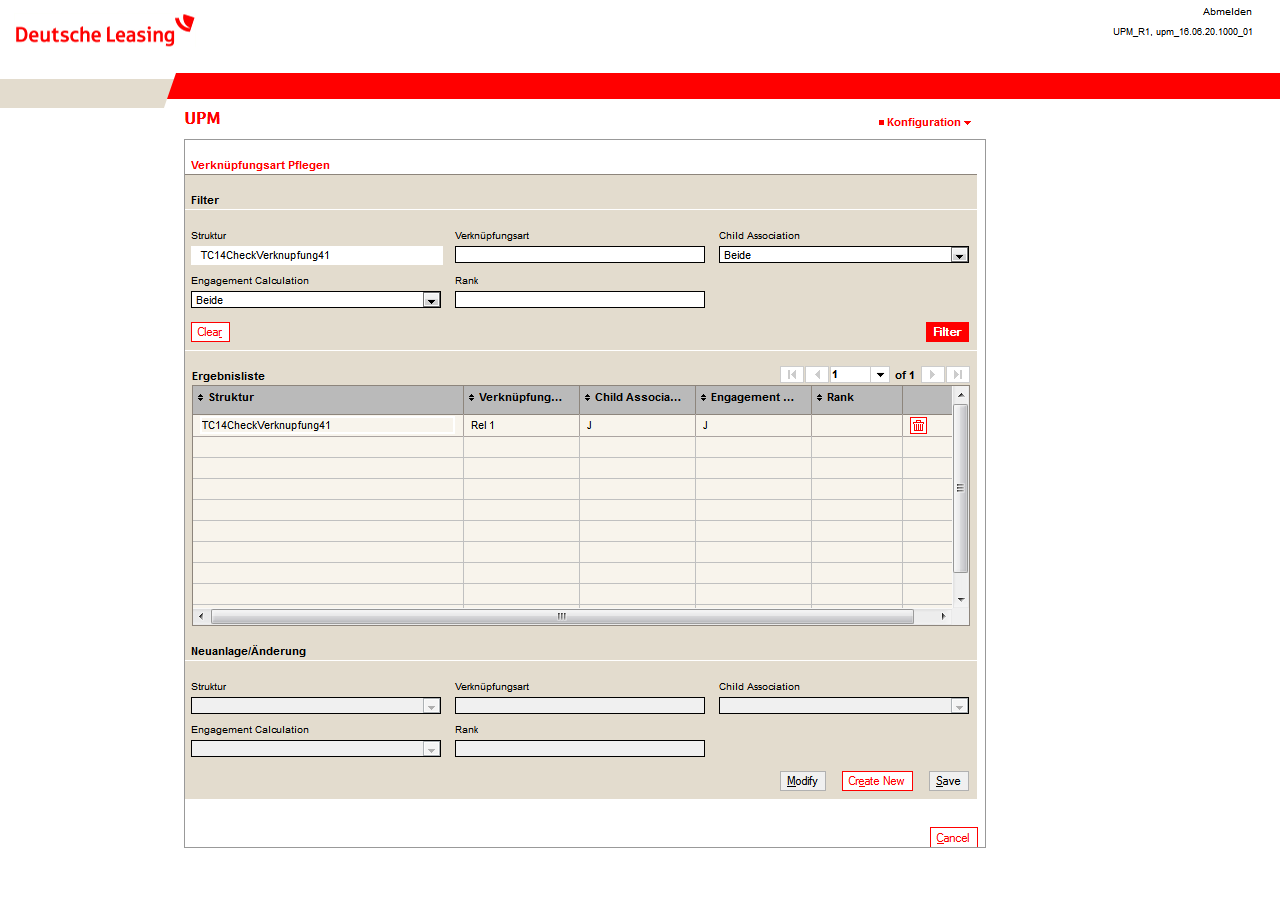 Deutsche Leasing
Abmelden
UPM_R1, upm_16.06.20.1000_01
UPM
Konfiguration
Verknüpfungsart Pflegen
Filter
Struktur Verknüpfungsart Child Association
TC14CheckVerknupfung41 Beide
Engagement Calculation Rank
Beide
Clear Filter
Ergebnisliste 1 of 1
Struktur Verknüpfung... Child Associa... Engagement ... Rank
TC14CheckVerknupfung41 Rel 1 J J
Neuanlage/Änderung
Struktur Verknüpfungsart Child Association
Engagement Calculation Rank
Modify Create New Save
Cancel